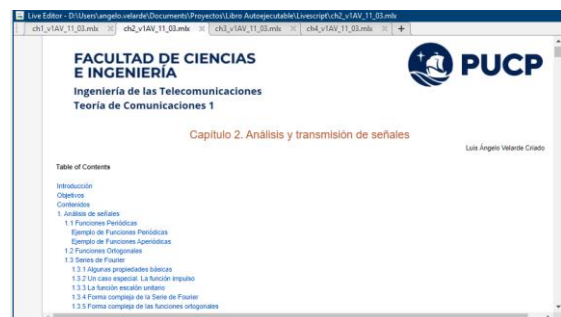 Live Editor - D:\Users\angelo.velarde\Documents\Proyectos\Libro Autoejecutable\Livescript\ch2_v1AV_11_03.mlx
ch1_v1AV_11_03.mlx ch2_v1AV_11_03.mlx ch3_v1AV_11_03.mlx ch4_v1AV_11_03.mlx +
FACULTAD DE CIENCIAS
E INGENIERÍA
PUCP
Ingeniería de las Telecomunicaciones
Teoría de Comunicaciones 1
Capítulo 2. Análisis y transmisión de señales
Luis Ángelo Velarde Criado
Table of Contents
Introducción
Objetivos
Contenidos
1. Análisis de señales
1.1 Funciones Periódicas
Ejemplo de Funciones Periódicas
Ejemplo de Funciones Aperiódicas
1.2 Funciones Ortogonales
1.3 Series de Fourier
1.3.1 Algunas propiedades básicas
1.3.2 Un caso especial. La función impulso
1.3.3 La función escalón unitario
1.3.4 Forma compleja de la Serie de Fourier
1.3.5 Forma compleja de las funciones ortogonales